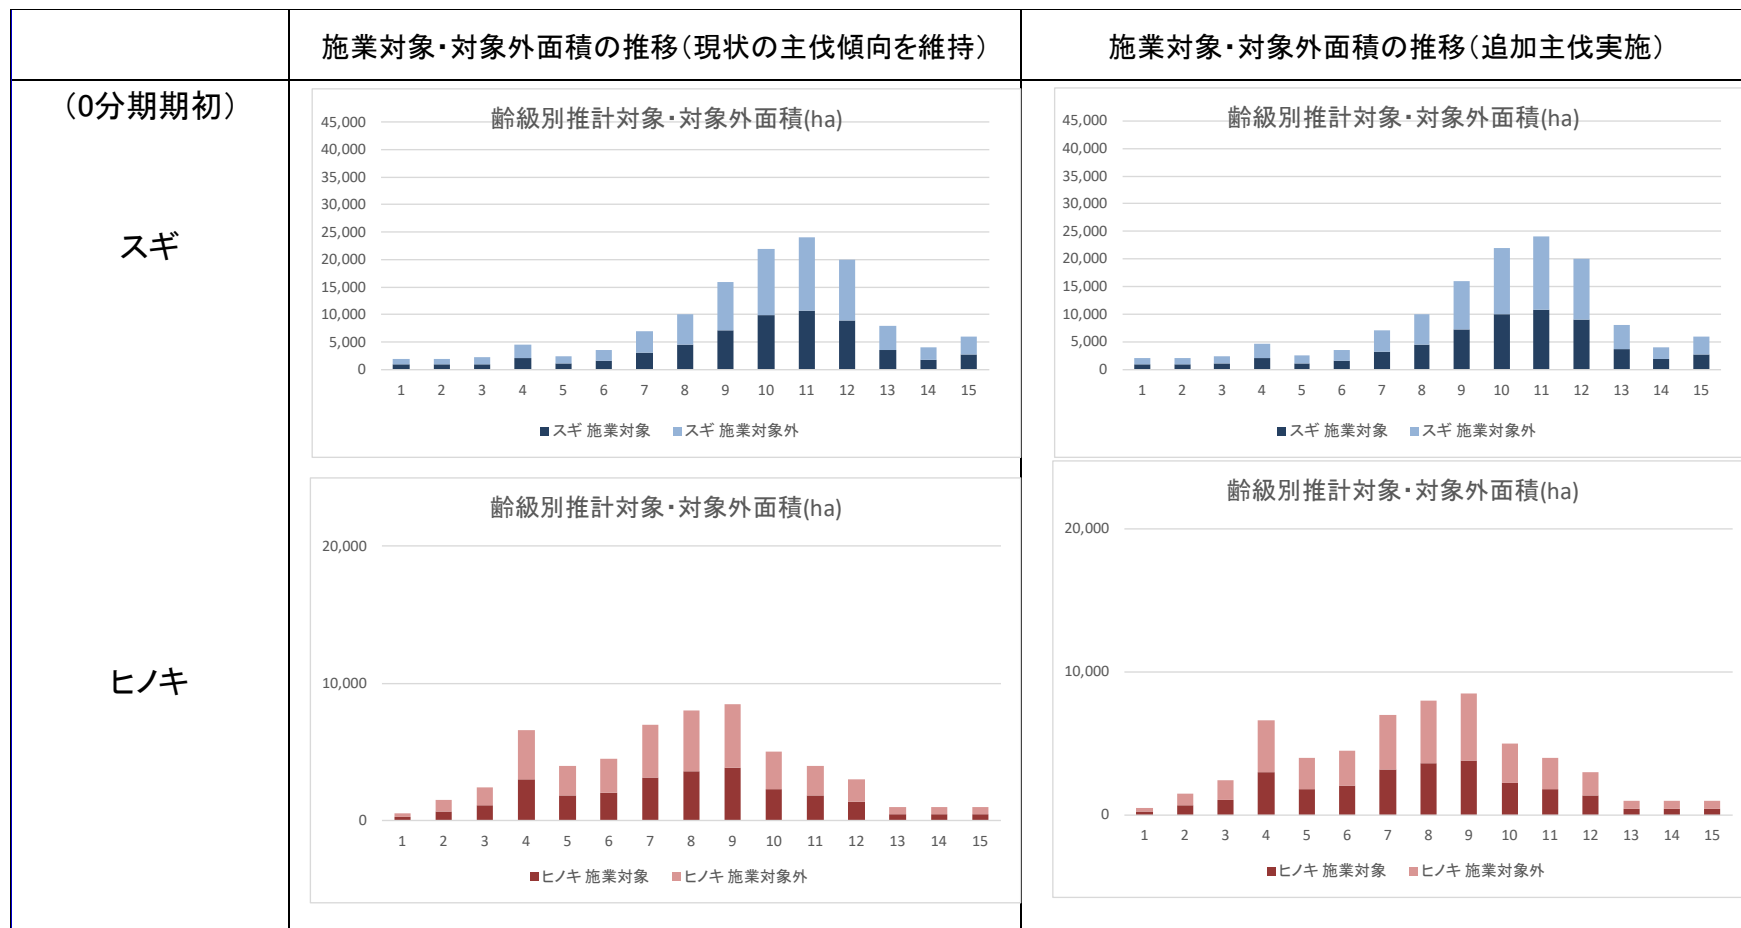 施業対象・対象外面積の推移(現状の主伐傾向を維持)
施業対象・対象外面積の推移(追加主伐実施)
(0分期期初)
スギ
齢級別推計対象・対象外面積(ha)
45,000
40,000
35,000
30,000
25,000
20,000
15,000
10,000
5,000
0
1 2 3 4 5 6 7 8 9 10 11 12 13 14 15
■スギ 施業対象 ■スギ 施業対象外
齢級別推計対象・対象外面積(ha)
45,000
40,000
35,000
30,000
25,000
20,000
15,000
10,000
5,000
0
1 2 3 4 5 6 7 8 9 10 11 12 13 14 15
■スギ 施業対象 ■スギ 施業対象外
ヒノキ
齢級別推計対象・対象外面積(ha)
20,000
10,000
0
1 2 3 4 5 6 7 8 9 10 11 12 13 14 15
■ヒノキ 施業対象 ■ヒノキ 施業対象外
齢級別推計対象・対象外面積(ha)
20,000
10,000
0
1 2 3 4 5 6 7 8 9 10 11 12 13 14 15
■ヒノキ 施業対象 ■ヒノキ 施業対象外